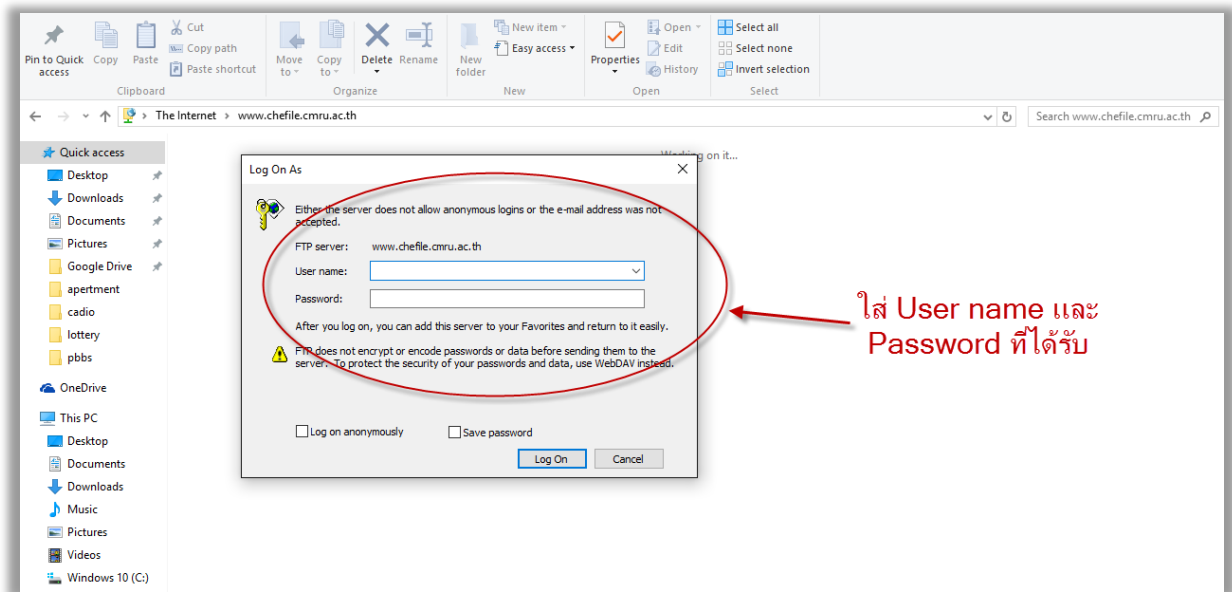 Pin to Quick access
Copy
Paste
Cut
Copy path
Paste shortcut
Clipboard
Move to
Copy to
Delete
Rename
Organize
New folder
New item
Easy access
New
Properties
Open
Edit
History
Open
Select all
Select none
Invert selection
Select
The Internet › www.chefile.cmru.ac.th
Search www.chefile.cmru.ac.th
Quick access
Desktop
Downloads
Documents
Pictures
Google Drive
apertment
cadio
lottery
pbbs
OneDrive
This PC
Desktop
Documents
Downloads
Music
Pictures
Videos
Windows 10 (C:)
Working on it...
Log On As
Either the server does not allow anonymous logins or the e-mail address was not
accepted.
FTP server: www.chefile.cmru.ac.th
User name:
Password:
After you log on, you can add this server to your Favorites and return to it easily.
FTP does not encrypt or encode passwords or data before sending them to the
server. To protect the security of your passwords and data, use WebDAV instead.
Log on anonymously
Save password
Log On
Cancel
ใส่ User name และ
Password ที่ได้รับ